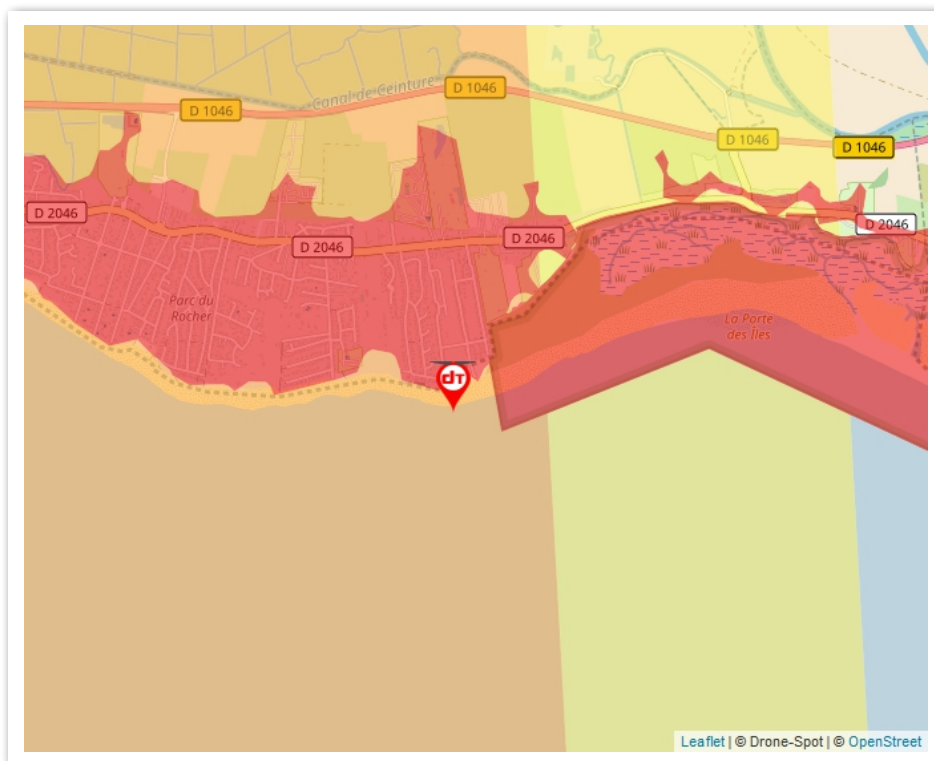 Canal de Ceinture
D 1046
D 1046
D 1046
D 1046
D 2046
D 2046
D 2046
D 2046
Parc du
Rocher
La Porte
des Îles
dT
Leaflet | © Drone-Spot | © OpenStreet